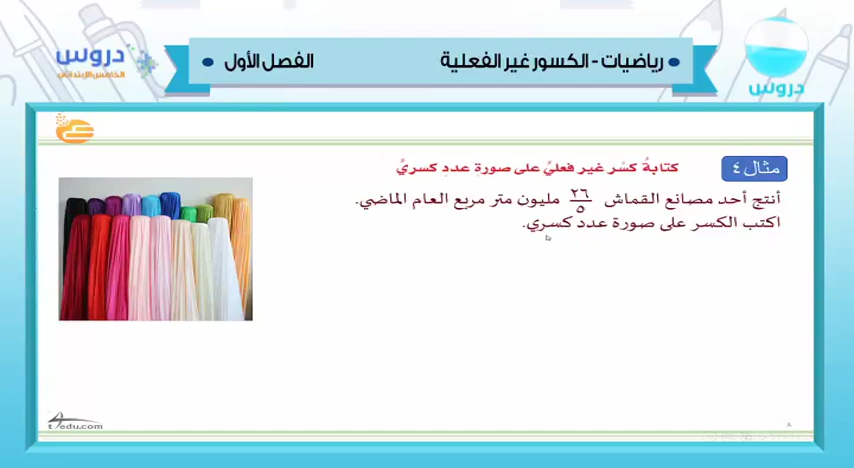 دروس
الخامس الابتدائي
رياضيات - الكسور غير الفعلية
الفصل الأول
دروس
مثال ٤
كتابةُ كسْر غير فعليٍّ على صورةِ عددٍ كسريٍّ
أنتج أحد مصانع القماش ٢٦/٥ مليون متر مربع العام الماضي.
اكتب الكسر على صورة عدد كسري.
t4edu.com
٨